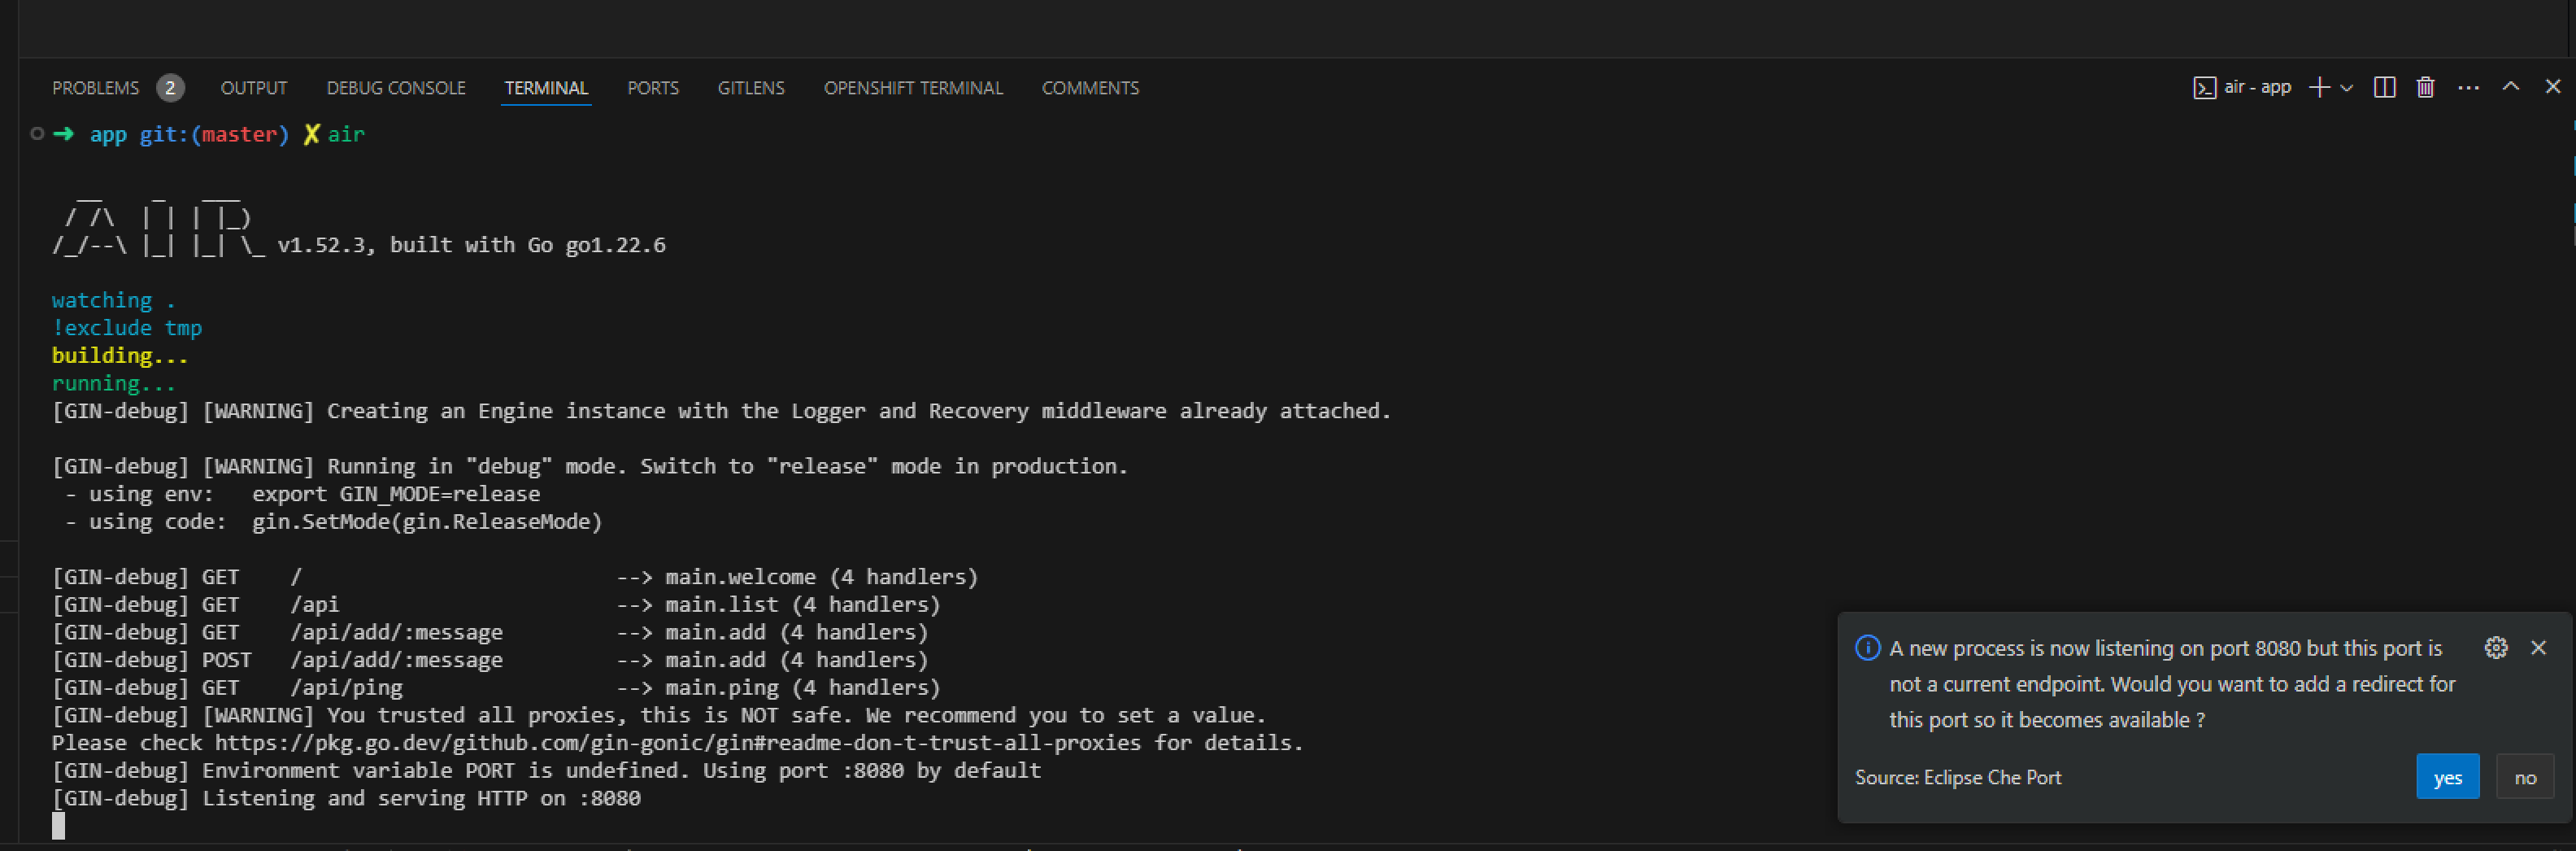 PROBLEMS 2 OUTPUT DEBUG CONSOLE TERMINAL PORTS GITLENS OPENSHIFT TERMINAL COMMENTS air - app
➜ app git:(master) ✗ air
  __    _   ___
 / /\  | | | |_)
/_/--\ |_| |_| \_ v1.52.3, built with Go go1.22.6
watching .
!exclude tmp
building...
running...
[GIN-debug] [WARNING] Creating an Engine instance with the Logger and Recovery middleware already attached.
[GIN-debug] [WARNING] Running in "debug" mode. Switch to "release" mode in production.
 - using env:   export GIN_MODE=release
 - using code:  gin.SetMode(gin.ReleaseMode)
[GIN-debug] GET    /                         --> main.welcome (4 handlers)
[GIN-debug] GET    /api                      --> main.list (4 handlers)
[GIN-debug] GET    /api/add/:message         --> main.add (4 handlers)
[GIN-debug] POST   /api/add/:message         --> main.add (4 handlers)
[GIN-debug] GET    /api/ping                 --> main.ping (4 handlers)
[GIN-debug] [WARNING] You trusted all proxies, this is NOT safe. We recommend you to set a value.
Please check https://pkg.go.dev/github.com/gin-gonic/gin#readme-don-t-trust-all-proxies for details.
[GIN-debug] Environment variable PORT is undefined. Using port :8080 by default
[GIN-debug] Listening and serving HTTP on :8080
A new process is now listening on port 8080 but this port is
not a current endpoint. Would you want to add a redirect for
this port so it becomes available ?
Source: Eclipse Che Port yes no